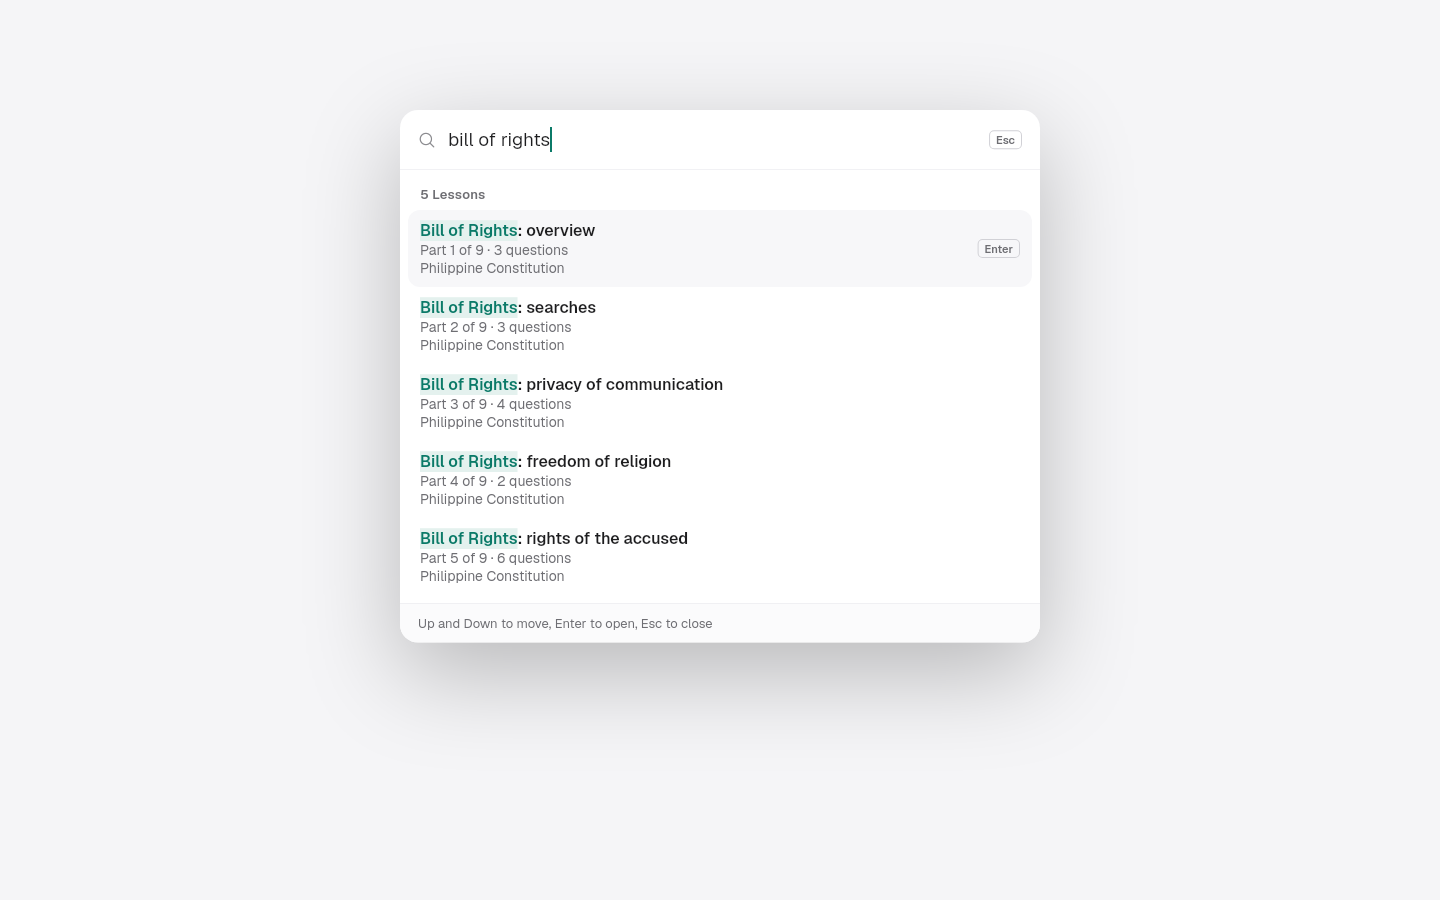 bill of rights
Esc
5 Lessons
Bill of Rights: overview
Part 1 of 9 · 3 questions
Philippine Constitution
Enter
Bill of Rights: searches
Part 2 of 9 · 3 questions
Philippine Constitution
Bill of Rights: privacy of communication
Part 3 of 9 · 4 questions
Philippine Constitution
Bill of Rights: freedom of religion
Part 4 of 9 · 2 questions
Philippine Constitution
Bill of Rights: rights of the accused
Part 5 of 9 · 6 questions
Philippine Constitution
Up and Down to move, Enter to open, Esc to close